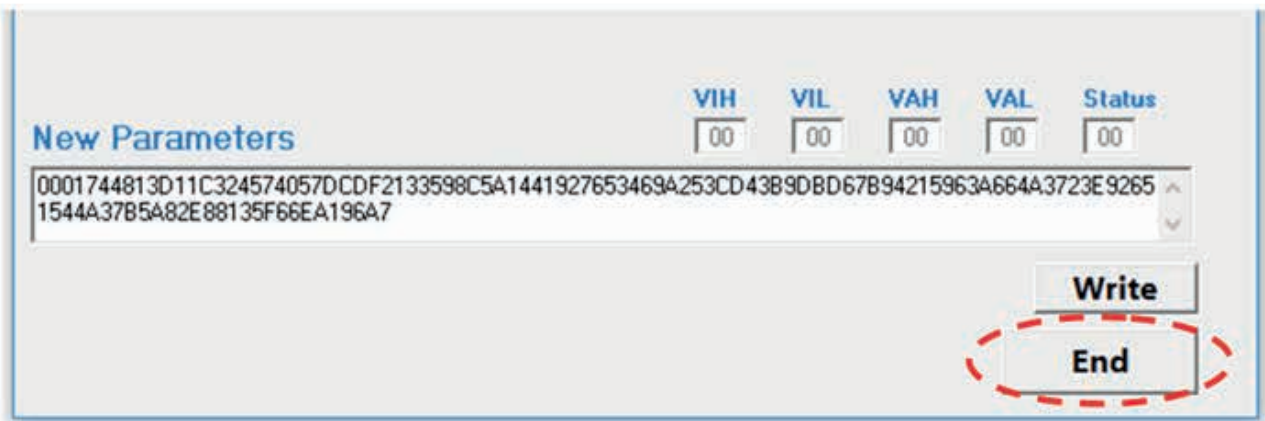 VIH VIL VAH VAL Status
New Parameters 00 00 00 00 00
0001744813D11C324574057DCDF2133598C5A1441927653469A253CD43B9DBD67B94215963A664A3723E9265
1544A37B5A82E88135F66EA196A7
Write
End